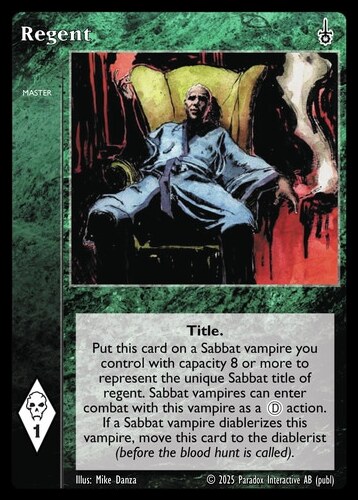 Regent
MASTER
Title.
Put this card on a Sabbat vampire you
control with capacity 8 or more to
represent the unique Sabbat title of
regent. Sabbat vampires can enter
combat with this vampire as a Ⓓ action.
If a Sabbat vampire diablerizes this
vampire, move this card to the diablerist
(before the blood hunt is called).
1
Illus: Mike Danza
© 2025 Paradox Interactive AB (publ)